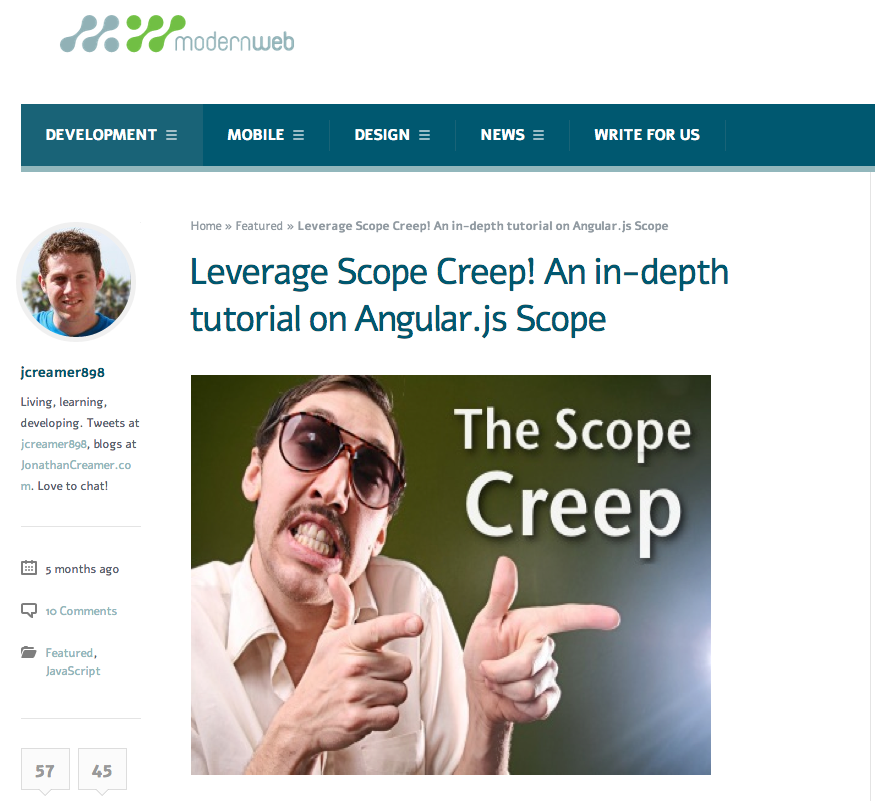 modernweb
DEVELOPMENT
MOBILE
DESIGN
NEWS
WRITE FOR US
Home » Featured » Leverage Scope Creep! An in-depth tutorial on Angular.js Scope
Leverage Scope Creep! An in-depth
tutorial on Angular.js Scope
jcreamer898
Living, learning,
developing. Tweets at
jcreamer898, blogs at
JonathanCreamer.co
m. Love to chat!
5 months ago
10 Comments
Featured,
JavaScript
57
45
The Scope
Creep